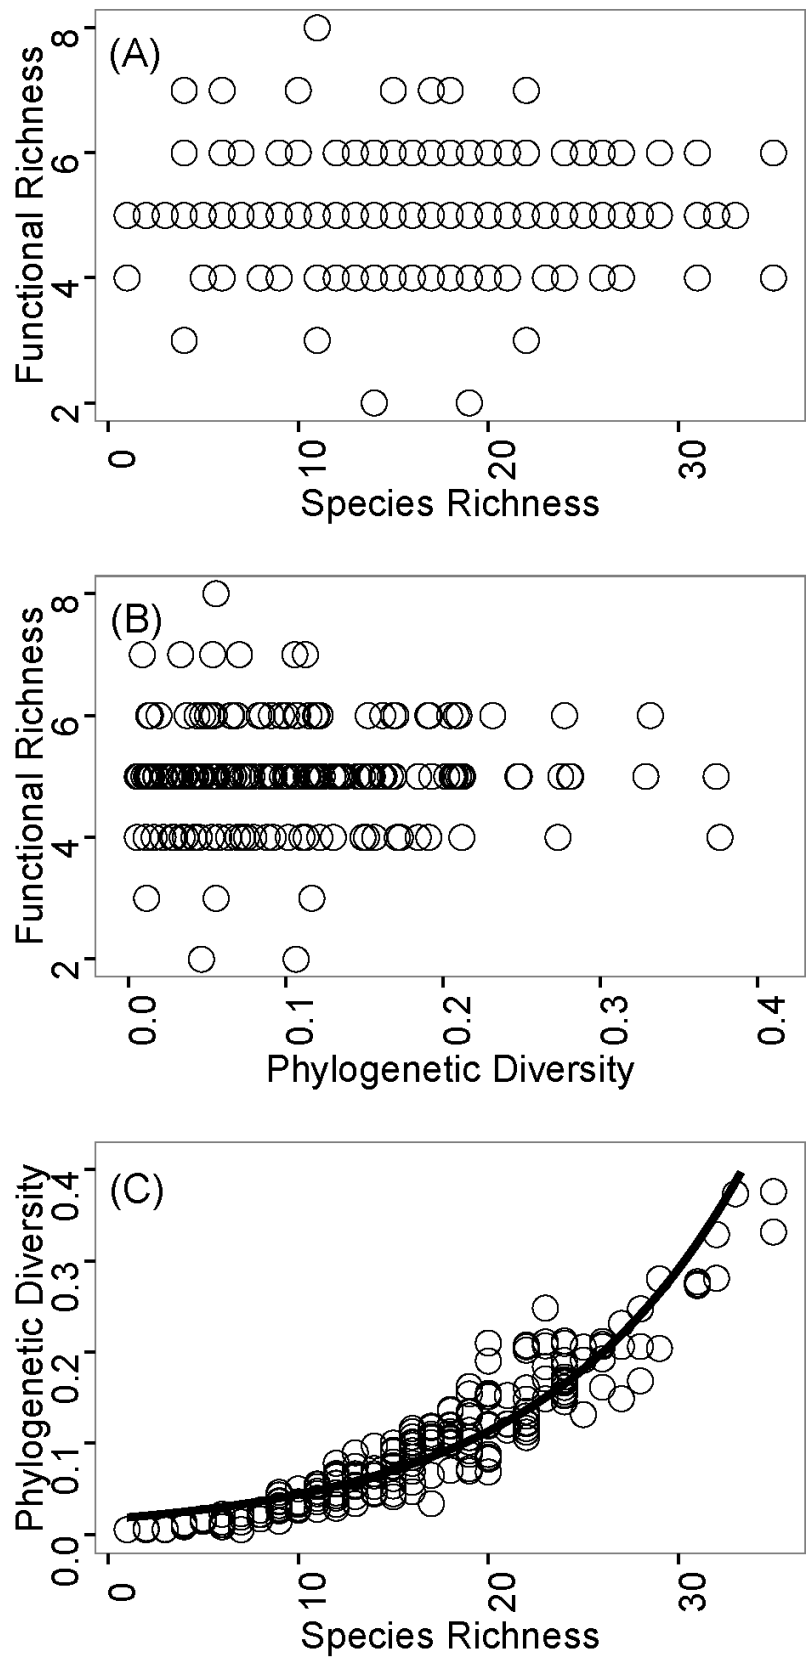 (A)
Functional Richness
8
6
4
2
0
10
20
30
Species Richness
(B)
Functional Richness
8
6
4
2
0.0
0.1
0.2
0.3
0.4
Phylogenetic Diversity
(C)
Phylogenetic Diversity
0.4
0.3
0.2
0.1
0.0
0
10
20
30
Species Richness